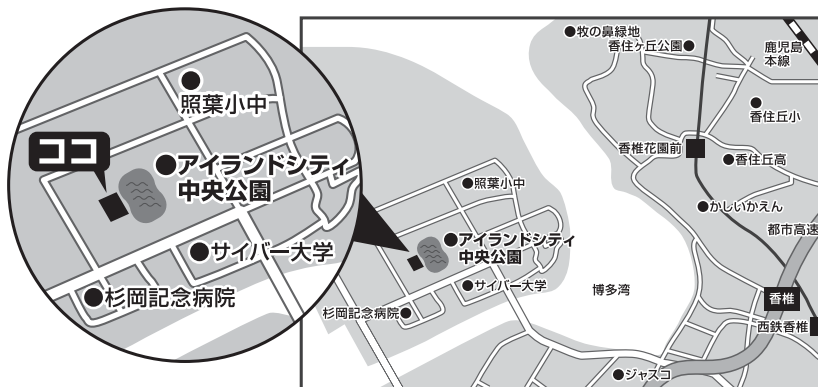 照葉小中
ココ
アイランドシティ
中央公園
サイバー大学
杉岡記念病院
牧の鼻緑地
香住ヶ丘公園
鹿児島
本線
香住丘小
香椎花園前
香住丘高
照葉小中
かしいかえん
都市高速
アイランドシティ
中央公園
サイバー大学
博多湾
香椎
杉岡記念病院
西鉄香椎
ジャスコ